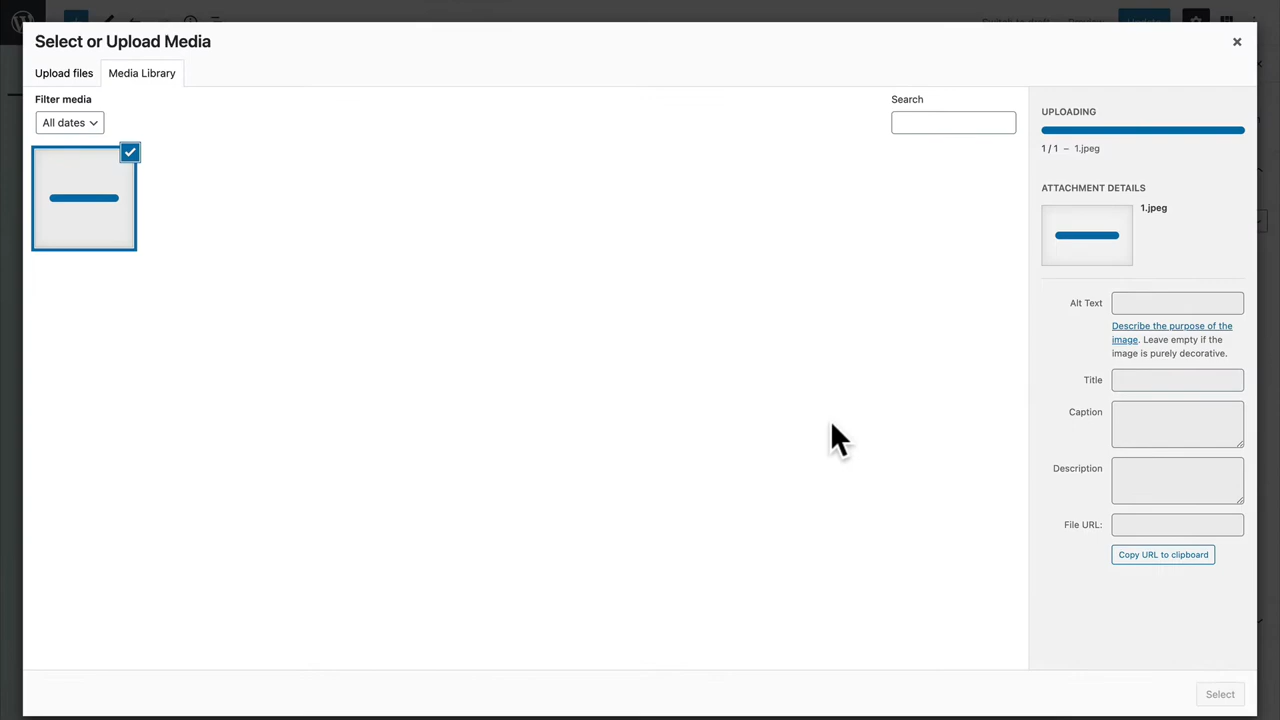 Select or Upload Media
Upload files
Media Library
Filter media
All dates
Search
UPLOADING
1 / 1 – 1.jpeg
ATTACHMENT DETAILS
1.jpeg
Alt Text
Describe the purpose of the
image. Leave empty if the
image is purely decorative.
Title
Caption
Description
File URL:
Copy URL to clipboard
Select